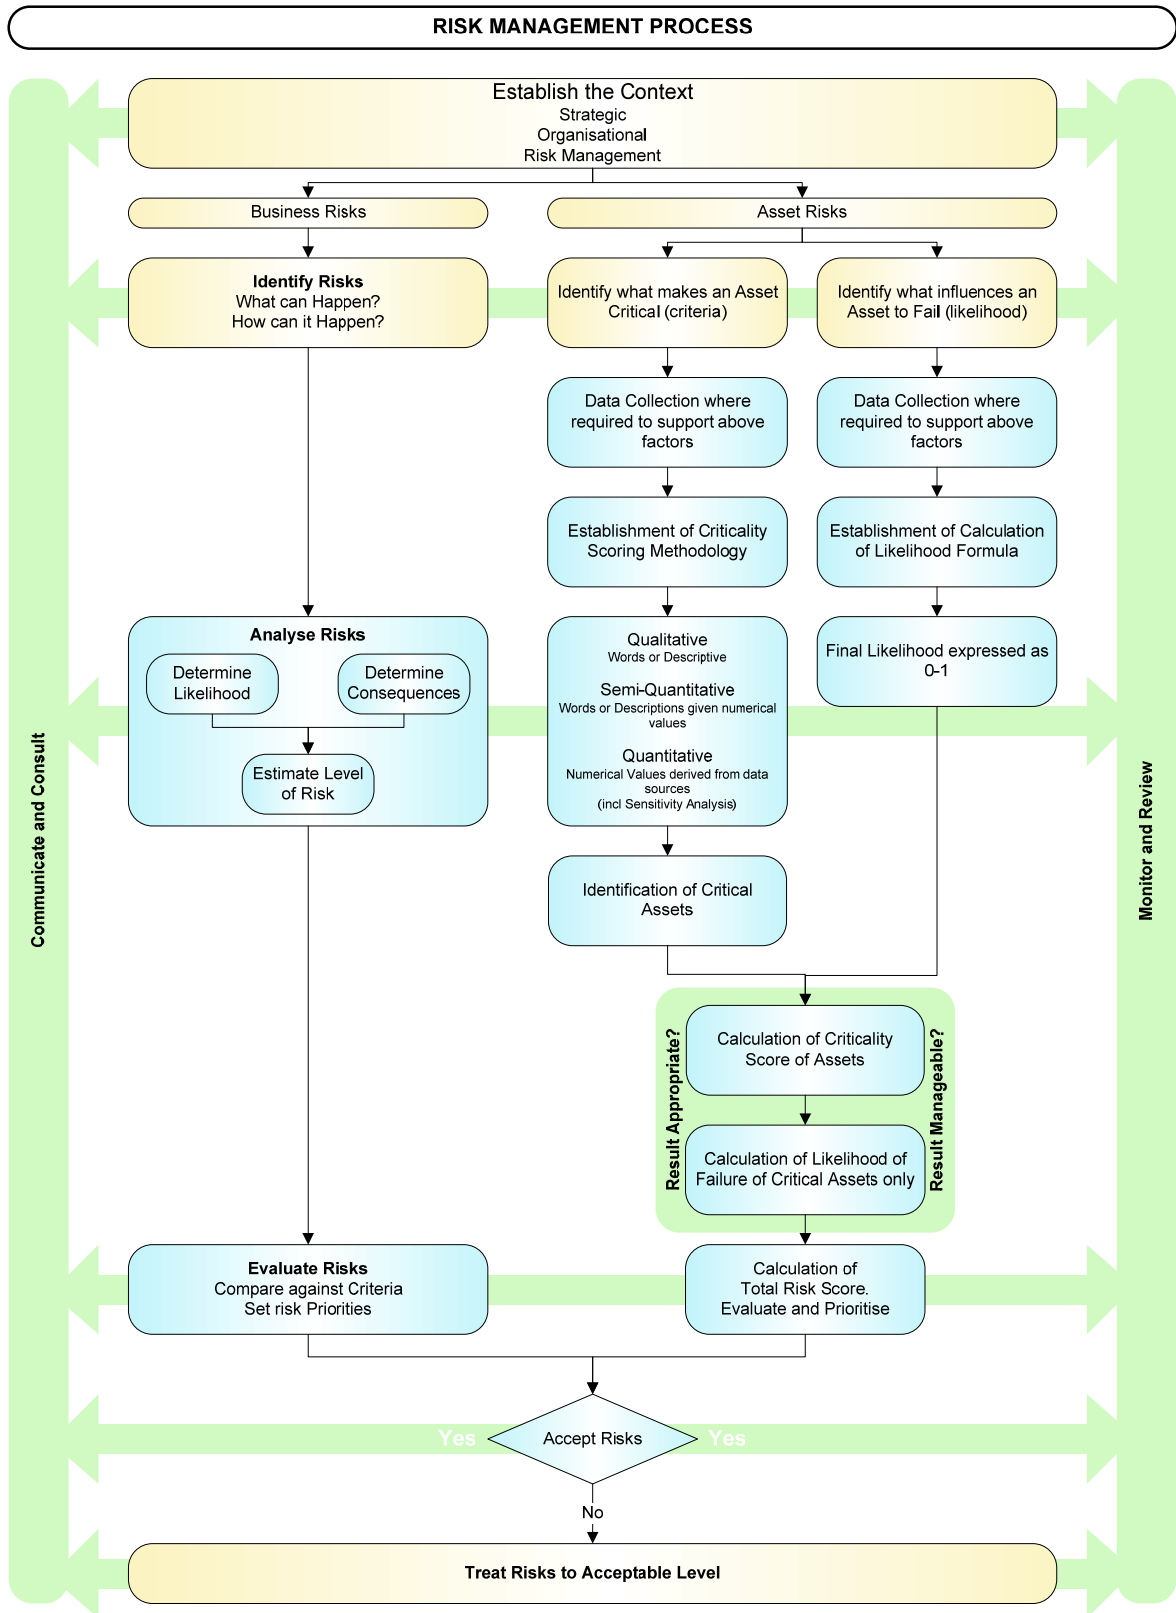 RISK MANAGEMENT PROCESS
Establish the Context
Strategic
Organisational
Risk Management
Business Risks
Asset Risks
Identify Risks
What can Happen?
How can it Happen?
Identify what makes an Asset
Critical (criteria)
Identify what influences an
Asset to Fail (likelihood)
Data Collection where
required to support above
factors
Data Collection where
required to support above
factors
Establishment of Criticality
Scoring Methodology
Establishment of Calculation
of Likelihood Formula
Analyse Risks
Determine
Likelihood
Determine
Consequences
Estimate Level
of Risk
Qualitative
Words or Descriptive
Semi-Quantitative
Words or Descriptions given numerical
values
Quantitative
Numerical Values derived from data
sources
(incl Sensitivity Analysis)
Final Likelihood expressed as
0-1
Communicate and Consult
Monitor and Review
Identification of Critical
Assets
Result Appropriate?
Calculation of Criticality
Score of Assets
Result Manageable?
Calculation of Likelihood of
Failure of Critical Assets only
Evaluate Risks
Compare against Criteria
Set risk Priorities
Calculation of
Total Risk Score.
Evaluate and Prioritise
Yes
Accept Risks
Yes
No
Treat Risks to Acceptable Level